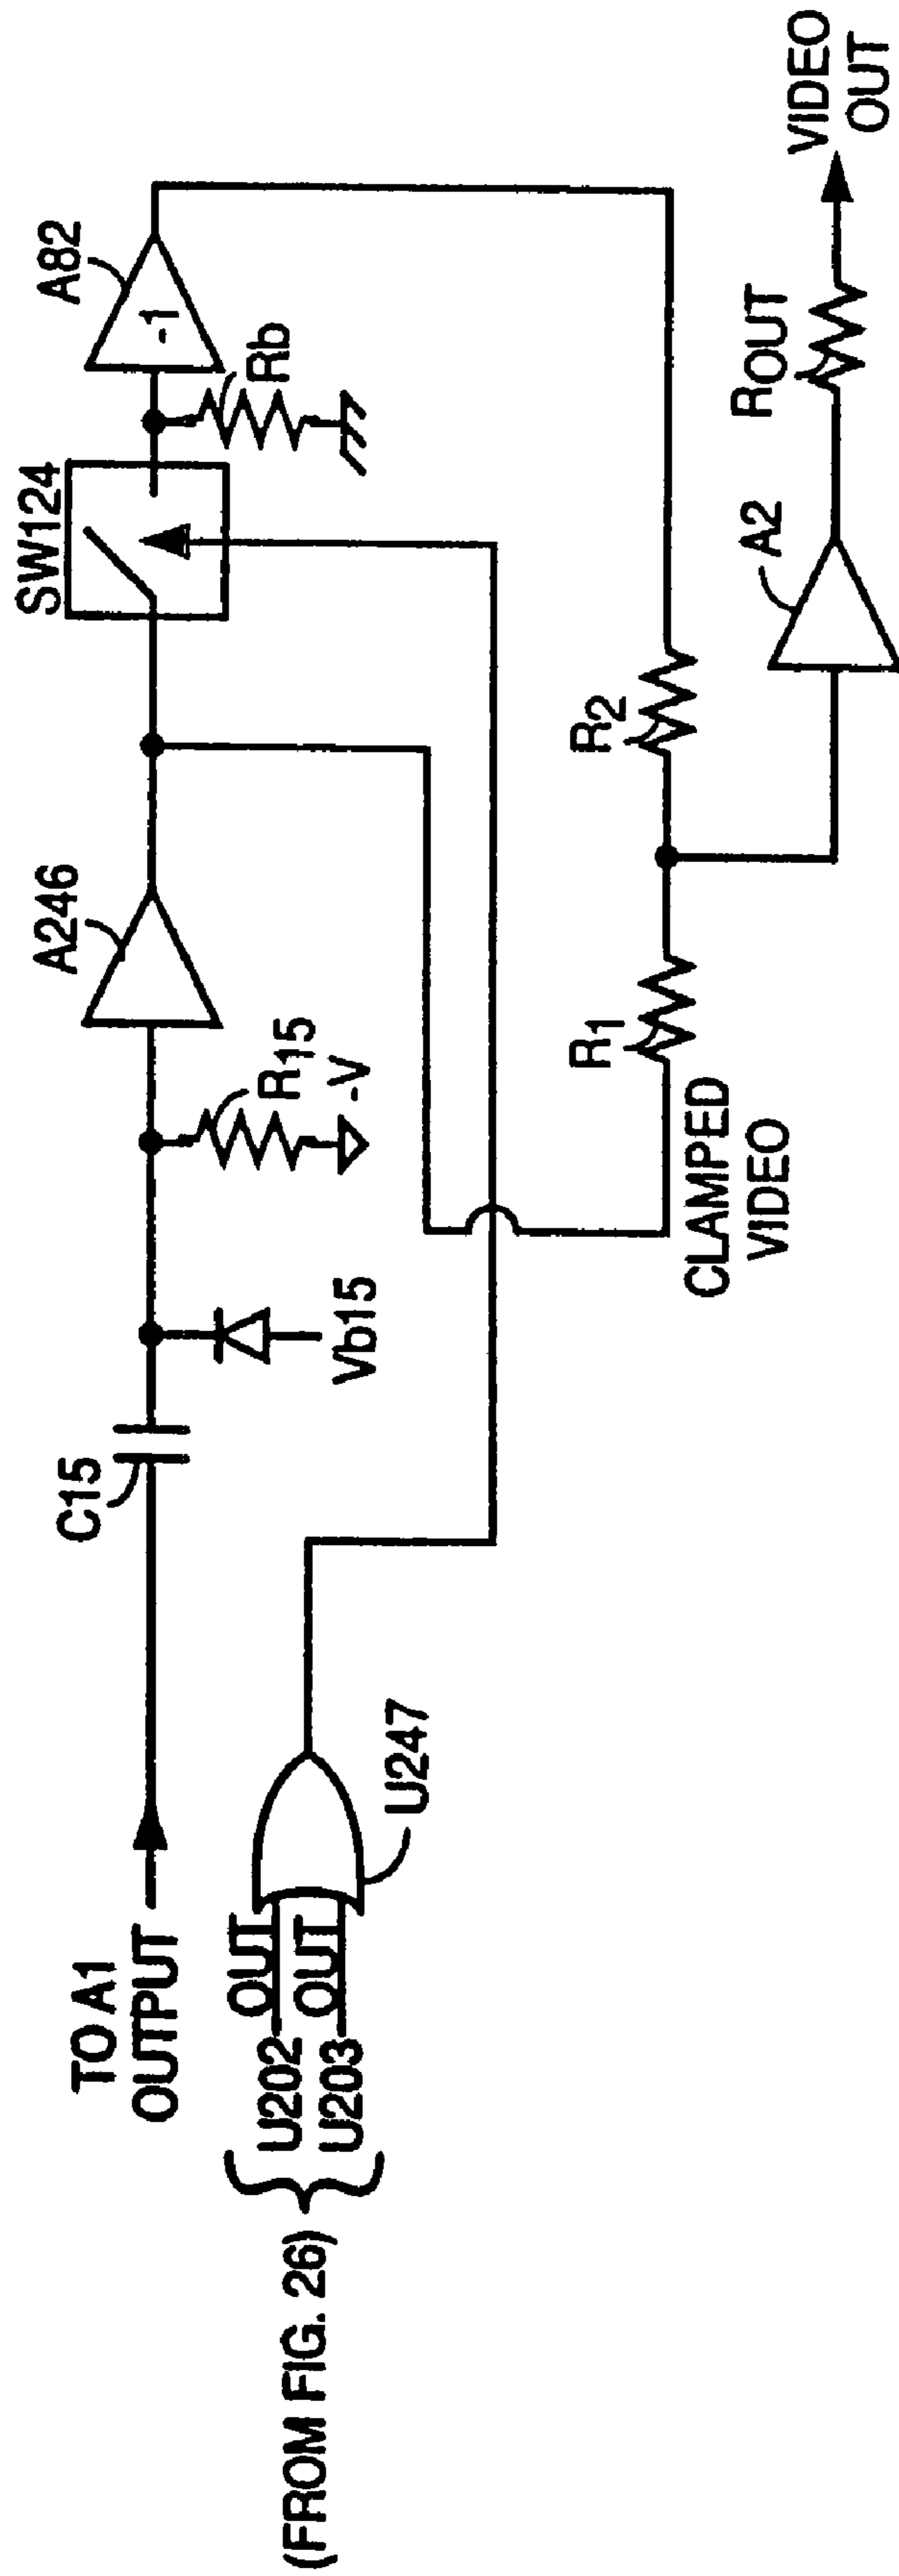 TO A1
OUTPUT
C15
Vb15
R15
-V
A246
SW124
Rb
A82
-1
(FROM FIG. 26)
U202 OUT
U203 OUT
U247
CLAMPED
VIDEO
R1
R2
A2
ROUT
VIDEO
OUT